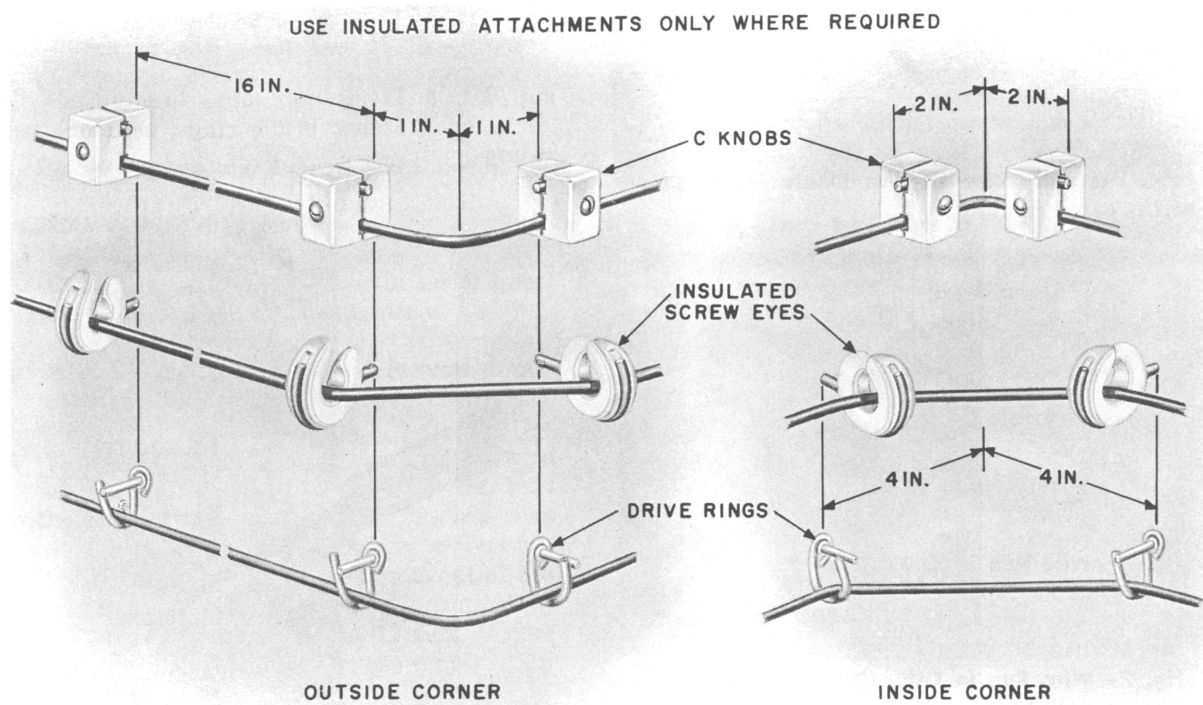 USE INSULATED ATTACHMENTS ONLY WHERE REQUIRED
16 IN.
1 IN.
1 IN.
2 IN.
2 IN.
C KNOBS
INSULATED
SCREW EYES
4 IN.
4 IN.
DRIVE RINGS
OUTSIDE CORNER
INSIDE CORNER